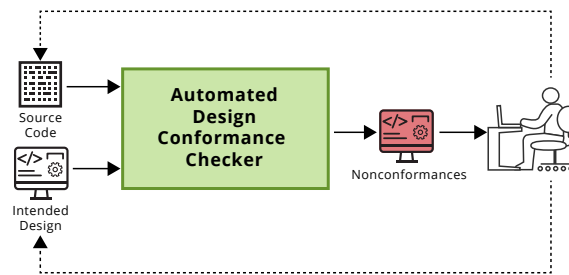 Source
Code
</>
Intended
Design
Automated
Design
Conformance
Checker
</>
Nonconformances